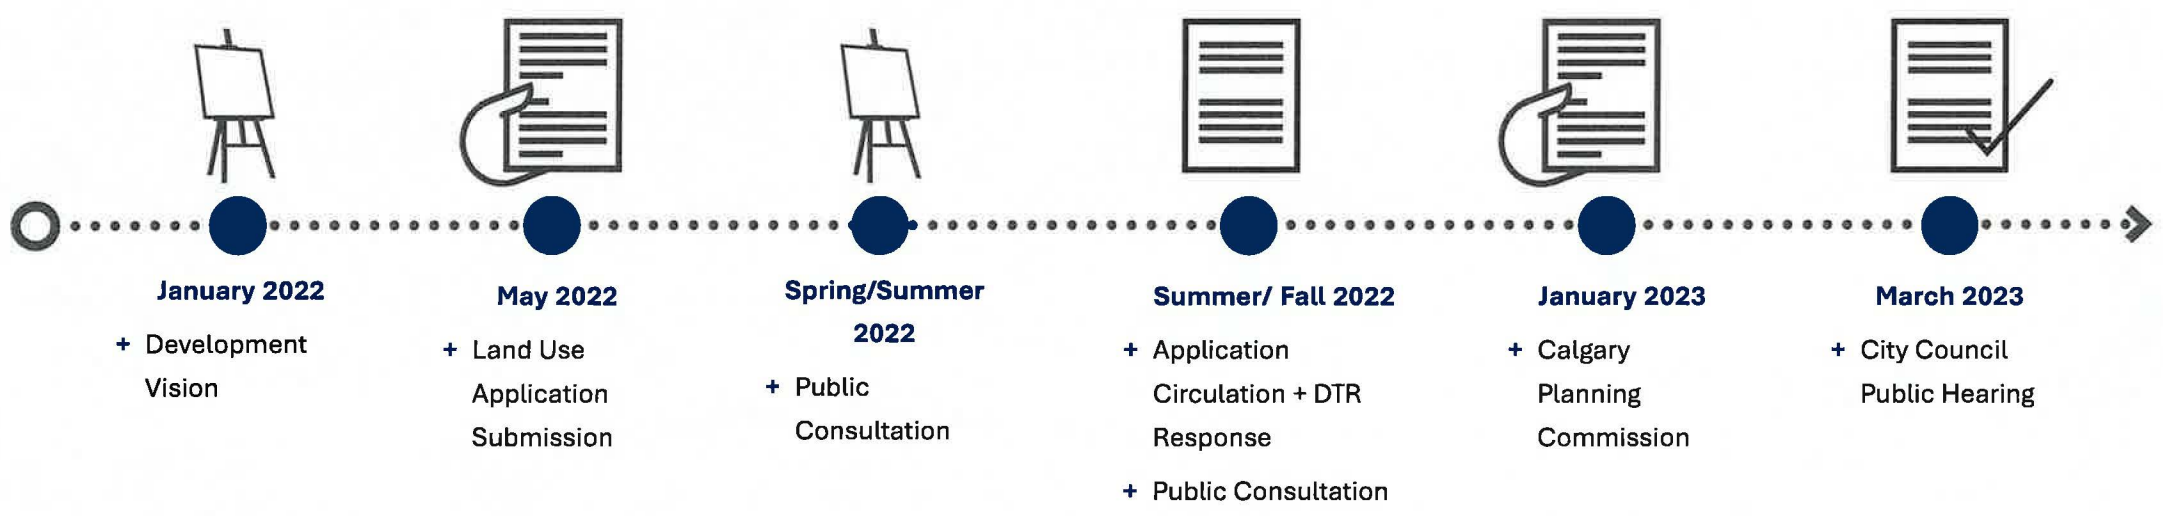 January 2022
+ Development
Vision
May 2022
+ Land Use
Application
Submission
Spring/Summer
2022
+ Public
Consultation
Summer/ Fall 2022
+ Application
Circulation + DTR
Response
+ Public Consultation
January 2023
+ Calgary
Planning
Commission
March 2023
+ City Council
Public Hearing